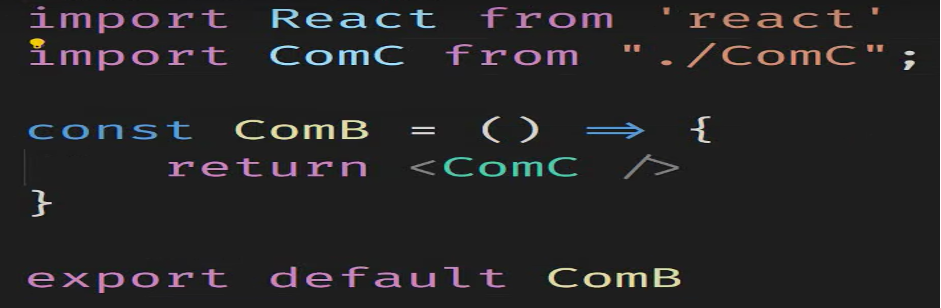 import React from 'react'
import ComC from "./ComC";
const ComB = () => {
return <ComC />
}
export default ComB